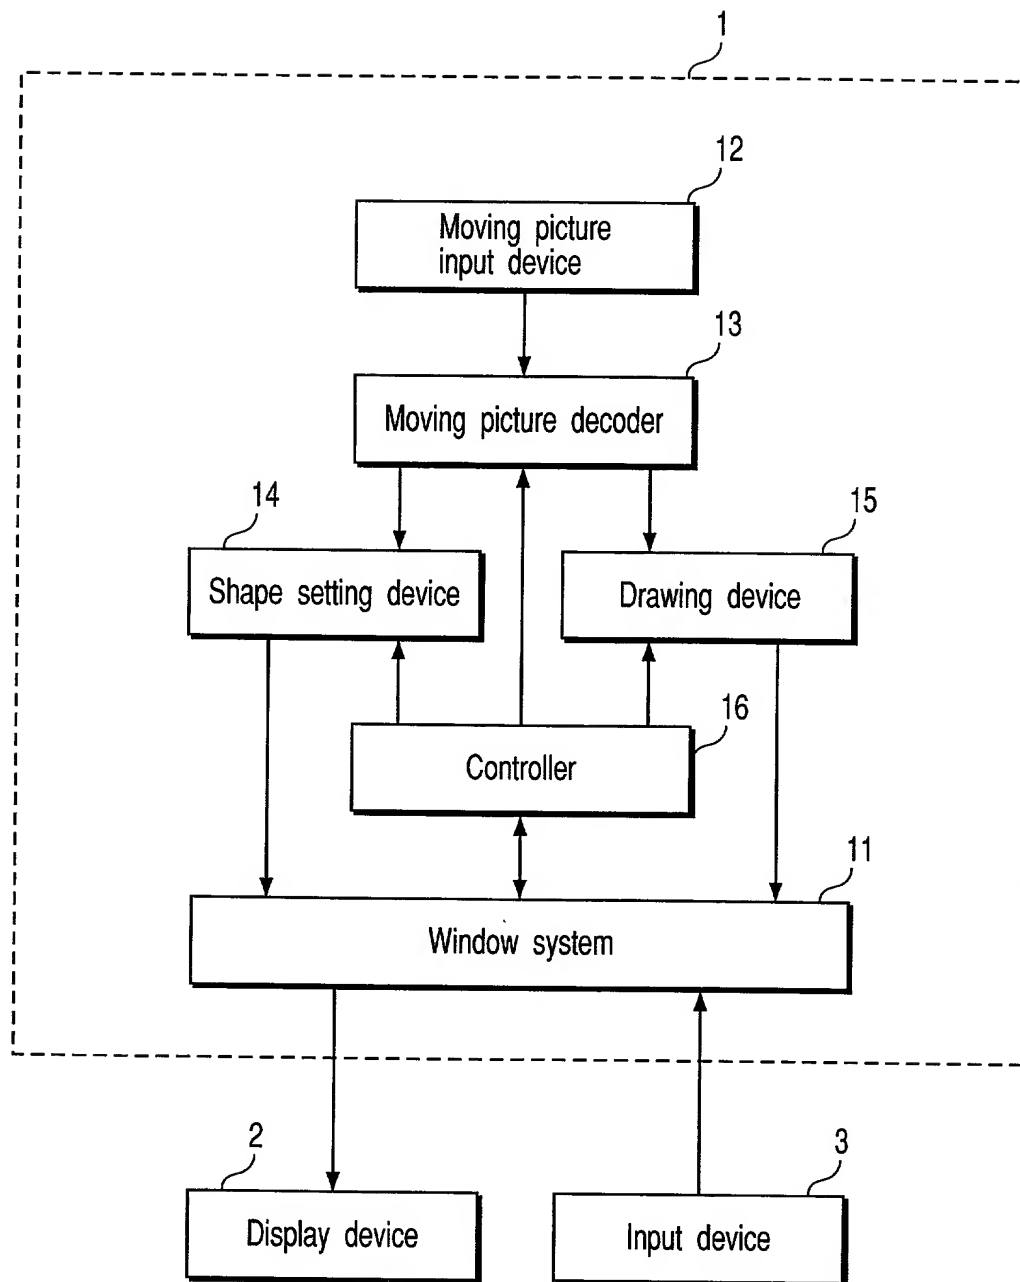 1
12
Moving picture
input device
13
Moving picture decoder
14
15
Shape setting device
Drawing device
16
Controller
11
Window system
2
3
Display device
Input device